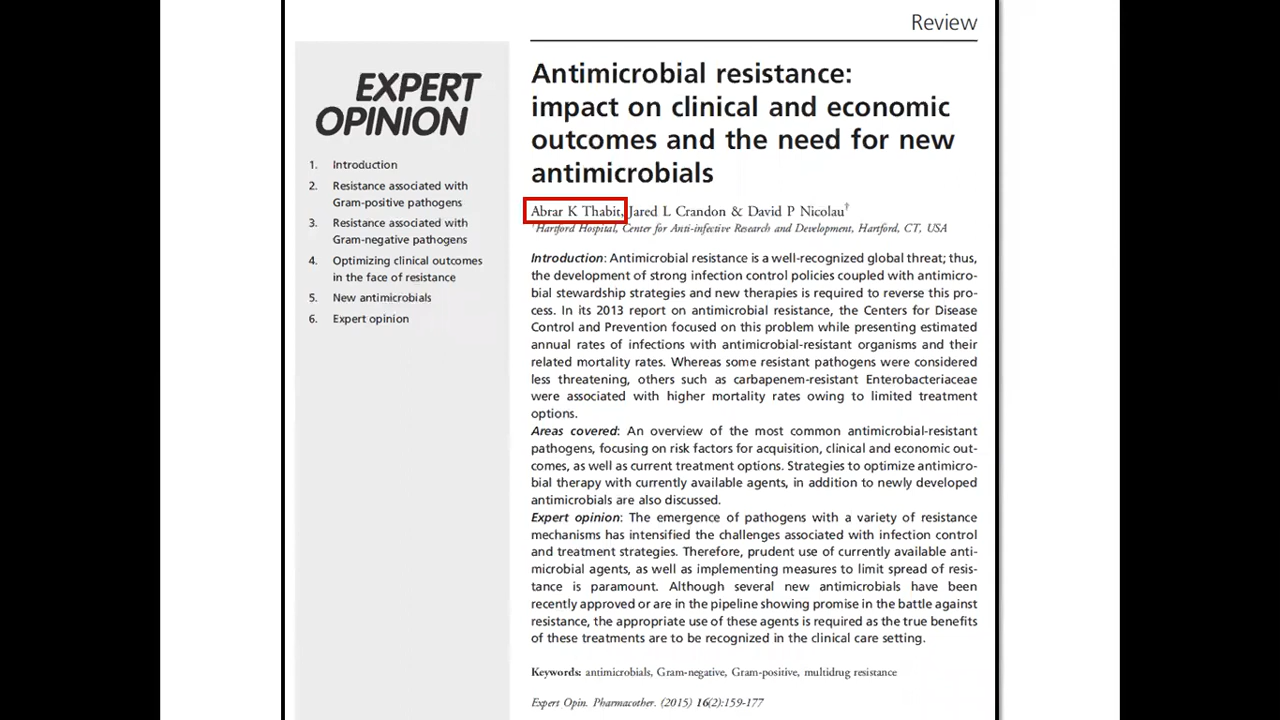 Review
EXPERT
OPINION
1. Introduction
2. Resistance associated with
Gram-positive pathogens
3. Resistance associated with
Gram-negative pathogens
4. Optimizing clinical outcomes
in the face of resistance
5. New antimicrobials
6. Expert opinion
Antimicrobial resistance:
impact on clinical and economic
outcomes and the need for new
antimicrobials
Abrar K Thabit, Jared L Crandon & David P Nicolau†
†Hartford Hospital, Center for Anti-infective Research and Development, Hartford, CT, USA
Introduction: Antimicrobial resistance is a well-recognized global threat; thus,
the development of strong infection control policies coupled with antimicro-
bial stewardship strategies and new therapies is required to reverse this pro-
cess. In its 2013 report on antimicrobial resistance, the Centers for Disease
Control and Prevention focused on this problem while presenting estimated
annual rates of infections with antimicrobial-resistant organisms and their
related mortality rates. Whereas some resistant pathogens were considered
less threatening, others such as carbapenem-resistant Enterobacteriaceae
were associated with higher mortality rates owing to limited treatment
options.
Areas covered: An overview of the most common antimicrobial-resistant
pathogens, focusing on risk factors for acquisition, clinical and economic out-
comes, as well as current treatment options. Strategies to optimize antimicro-
bial therapy with currently available agents, in addition to newly developed
antimicrobials are also discussed.
Expert opinion: The emergence of pathogens with a variety of resistance
mechanisms has intensified the challenges associated with infection control
and treatment strategies. Therefore, prudent use of currently available anti-
microbial agents, as well as implementing measures to limit spread of resis-
tance is paramount. Although several new antimicrobials have been
recently approved or are in the pipeline showing promise in the battle against
resistance, the appropriate use of these agents is required as the true benefits
of these treatments are to be recognized in the clinical care setting.
Keywords: antimicrobials, Gram-negative, Gram-positive, multidrug resistance
Expert Opin. Pharmacother. (2015) 16(2):159-177